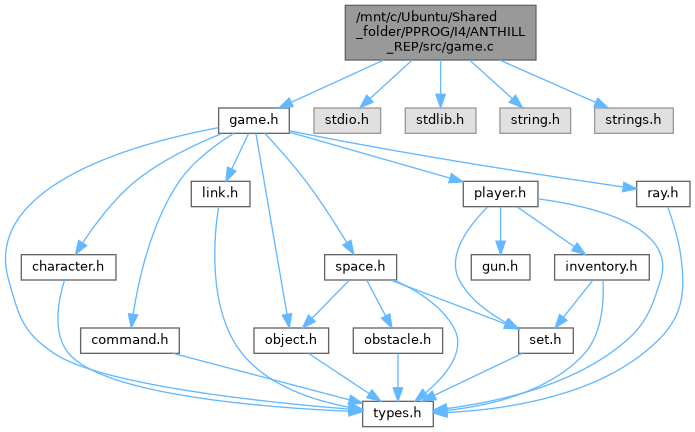 /mnt/c/Ubuntu/Shared
_folder/PPROG/I4/ANTHILL
_REP/src/game.c
game.h
stdio.h
stdlib.h
string.h
strings.h
link.h
player.h
ray.h
character.h
space.h
gun.h
inventory.h
command.h
object.h
obstacle.h
set.h
types.h